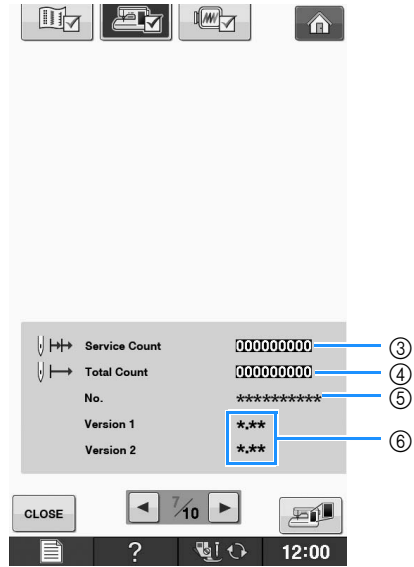 Service Count 000000000 ③
Total Count 000000000 ④
No. ********** ⑤
Version 1 *.**
Version 2 *.** ⑥
CLOSE 7/10
? 12:00